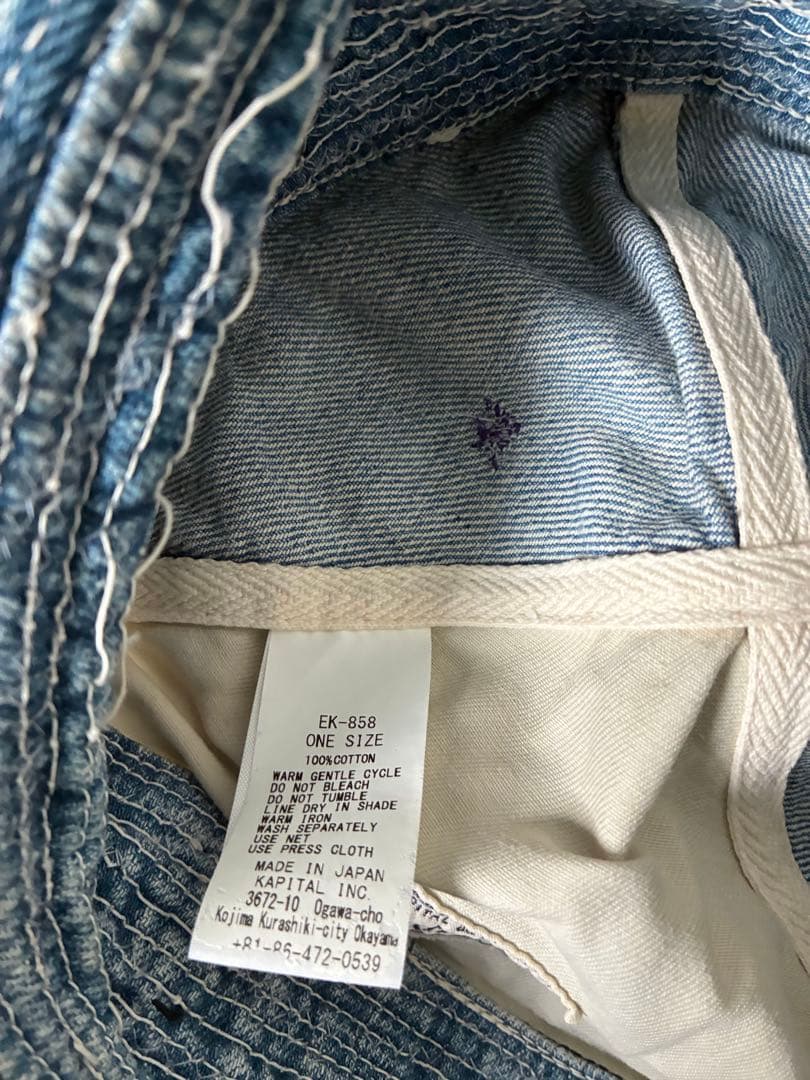 EK-858
ONE SIZE
100%COTTON
WARM GENTLE CYCLE
DO NOT BLEACH
DO NOT TUMBLE
LINE DRY IN SHADE
WARM IRON
WASH SEPARATELY
USE NET
USE PRESS CLOTH
MADE IN JAPAN
KAPITAL INC.
3672-10 Ogawa-cho
Kojima Kurashiki-city Okayama
+81-86-472-0539